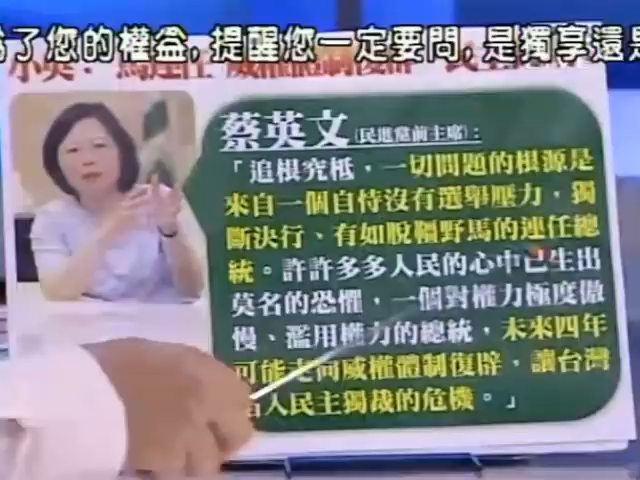 了您的權益,提醒您一定要問,是獨享還是
小英:
蔡英文(民進黨前主席):
「追根究柢,一切問題的根源是
來自一個自恃沒有選舉壓力,獨
斷決行、有如脫韁野馬的連任總
統。許許多多人民的心中已生出
莫名的恐懼,一個對權力極度傲
慢、濫用權力的總統,未來四年
可能走向威權體制復辟,讓台灣
陷入民主獨裁的危機。」